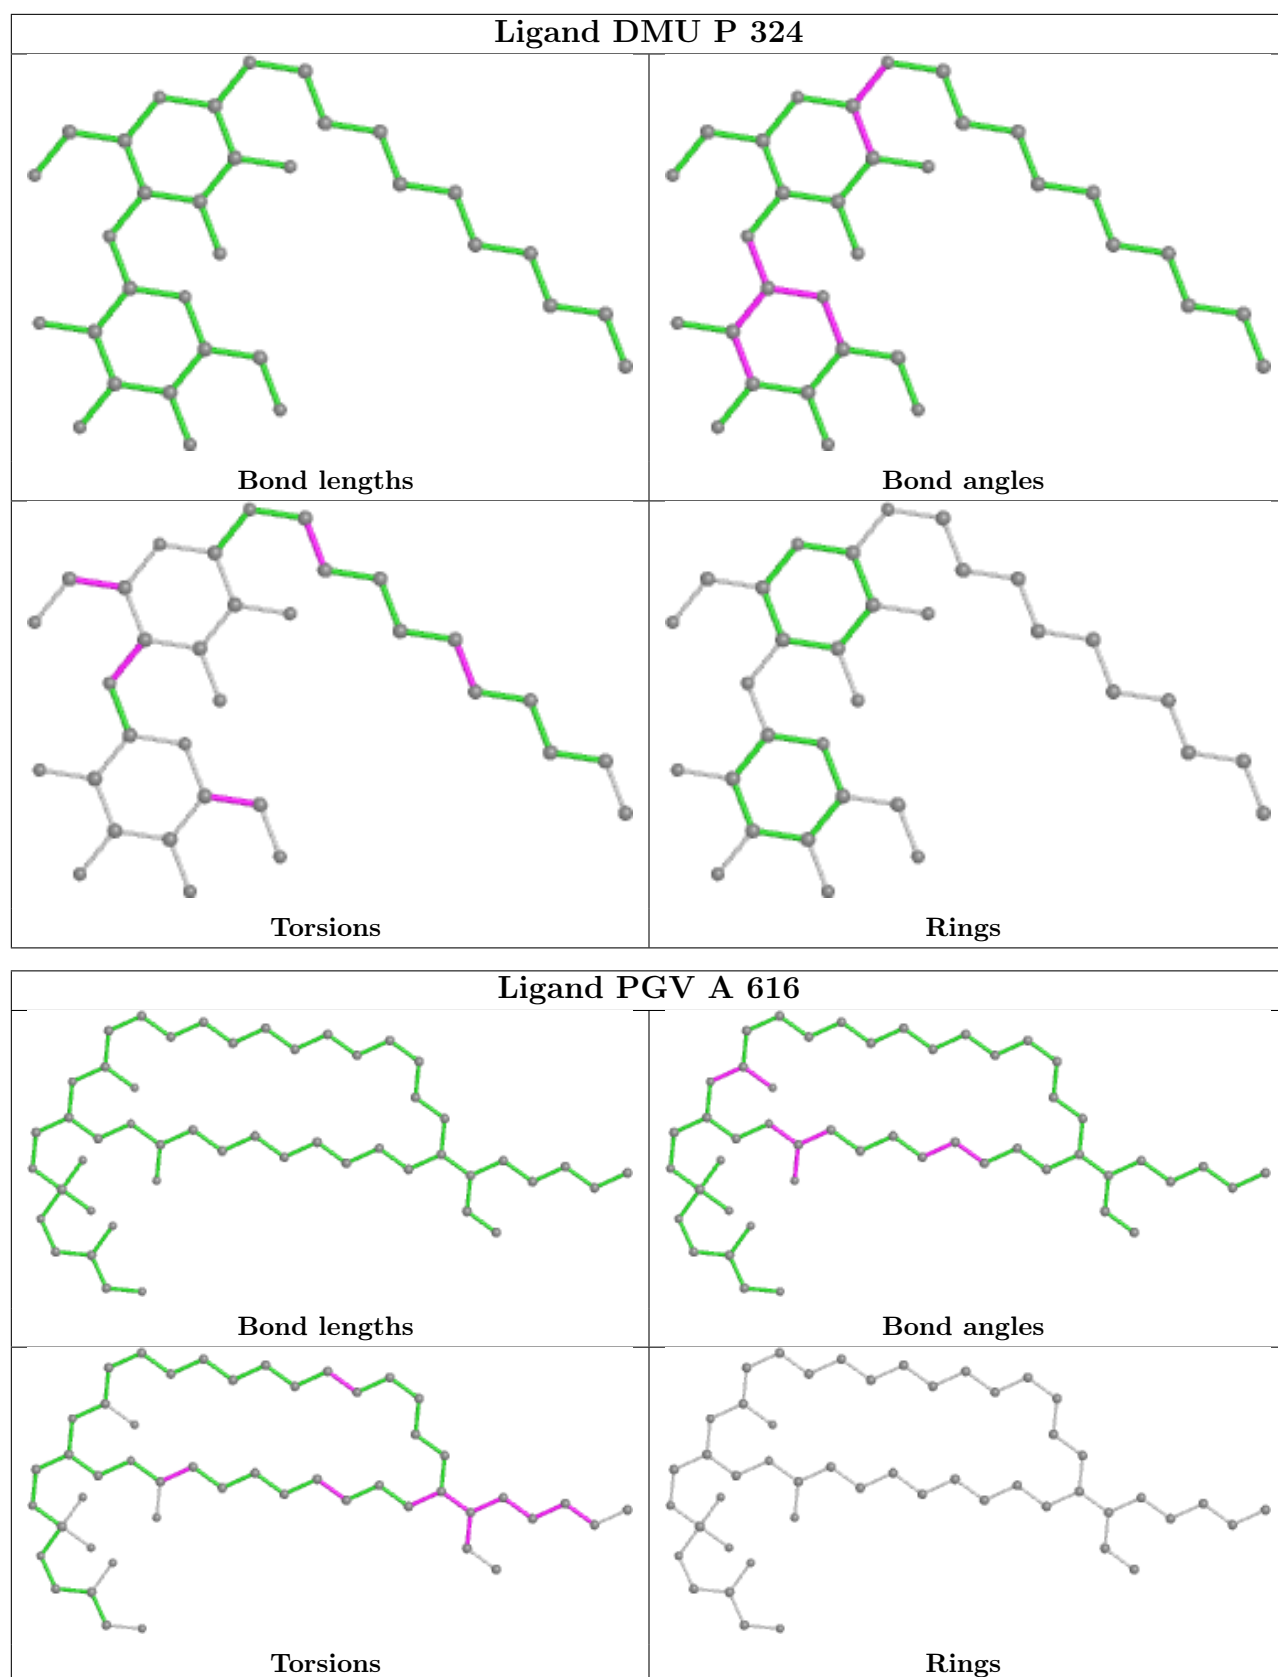 Ligand DMU P 324
Bond lengths
Bond angles
Torsions
Rings
Ligand PGV A 616
Bond lengths
Bond angles
Torsions
Rings